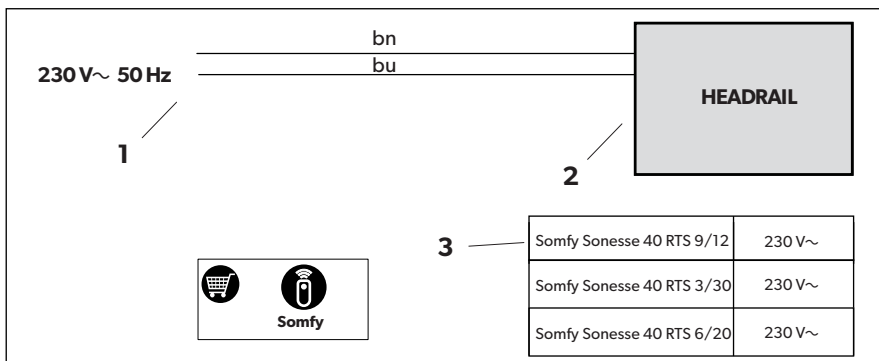 bn
bu
230 V~ 50 Hz
HEADRAIL
1
2
3
Somfy Sonesse 40 RTS 9/12 230 V~
Somfy Sonesse 40 RTS 3/30 230 V~
Somfy Sonesse 40 RTS 6/20 230 V~
Somfy